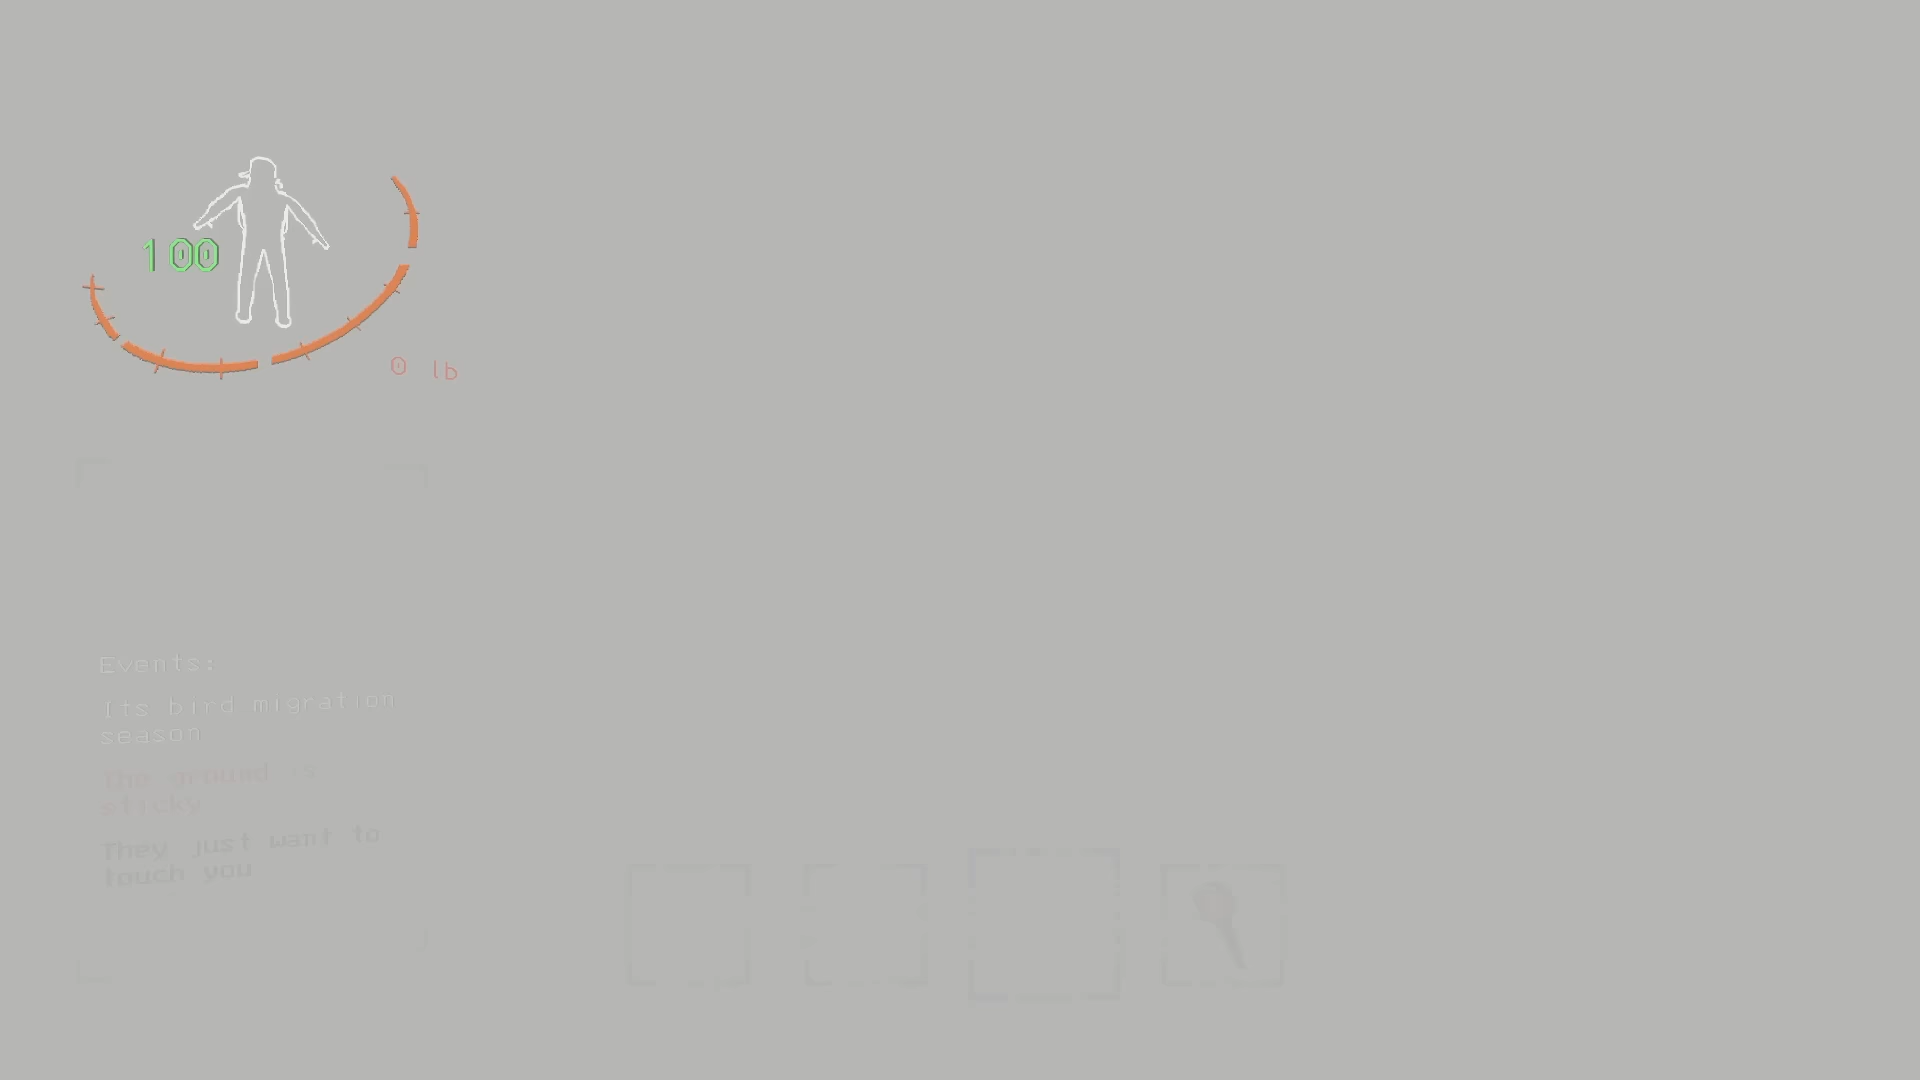 100
0 lb
Events:
Its bird migration
season
The ground is
sticky
They just want to
touch you